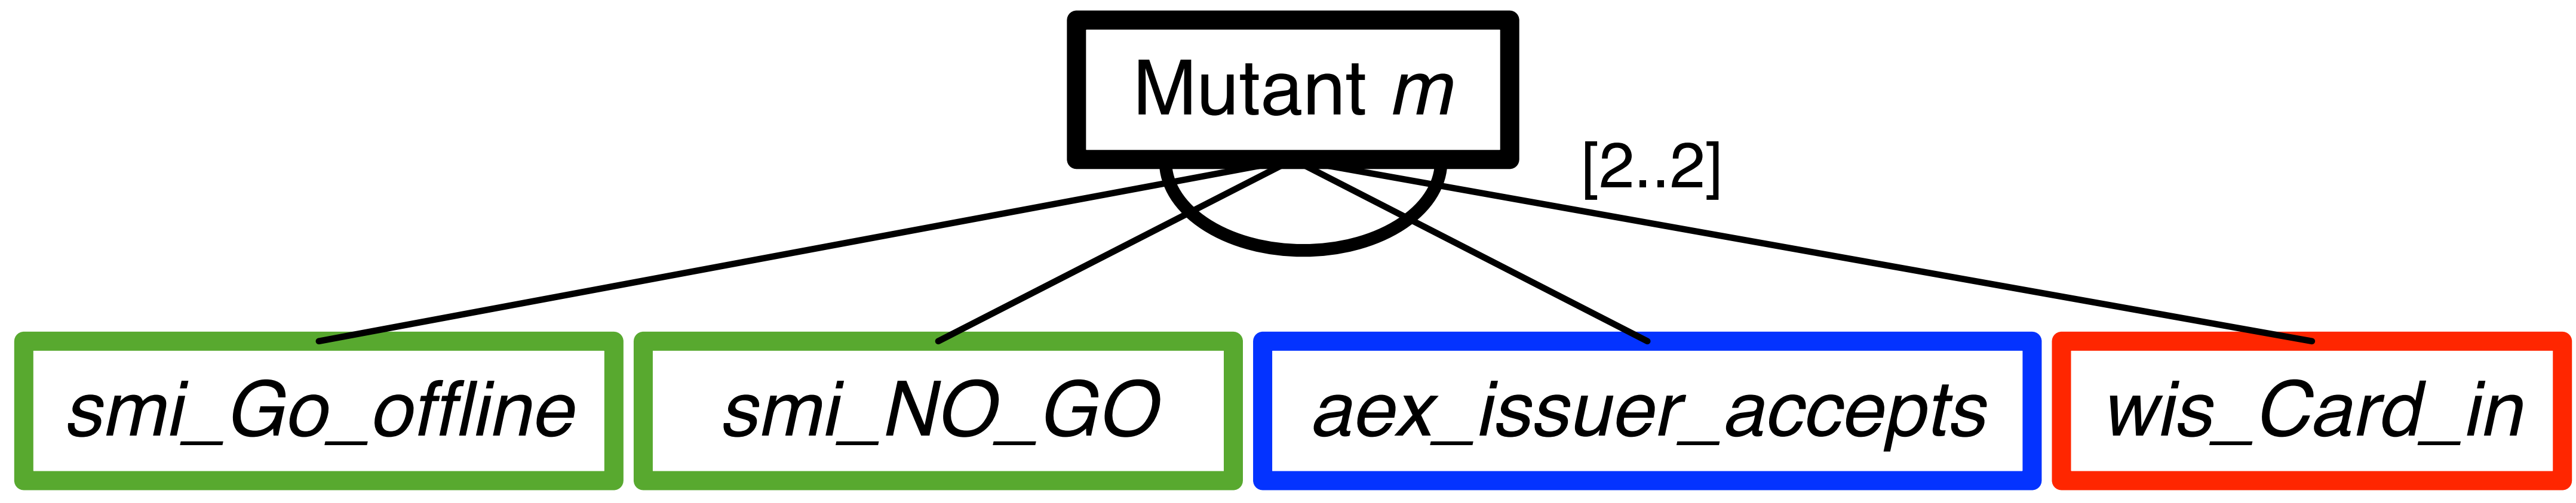 Mutant m
[2..2]
smi_Go_offline
smi_NO_GO
aex_issuer_accepts
wis_Card_in